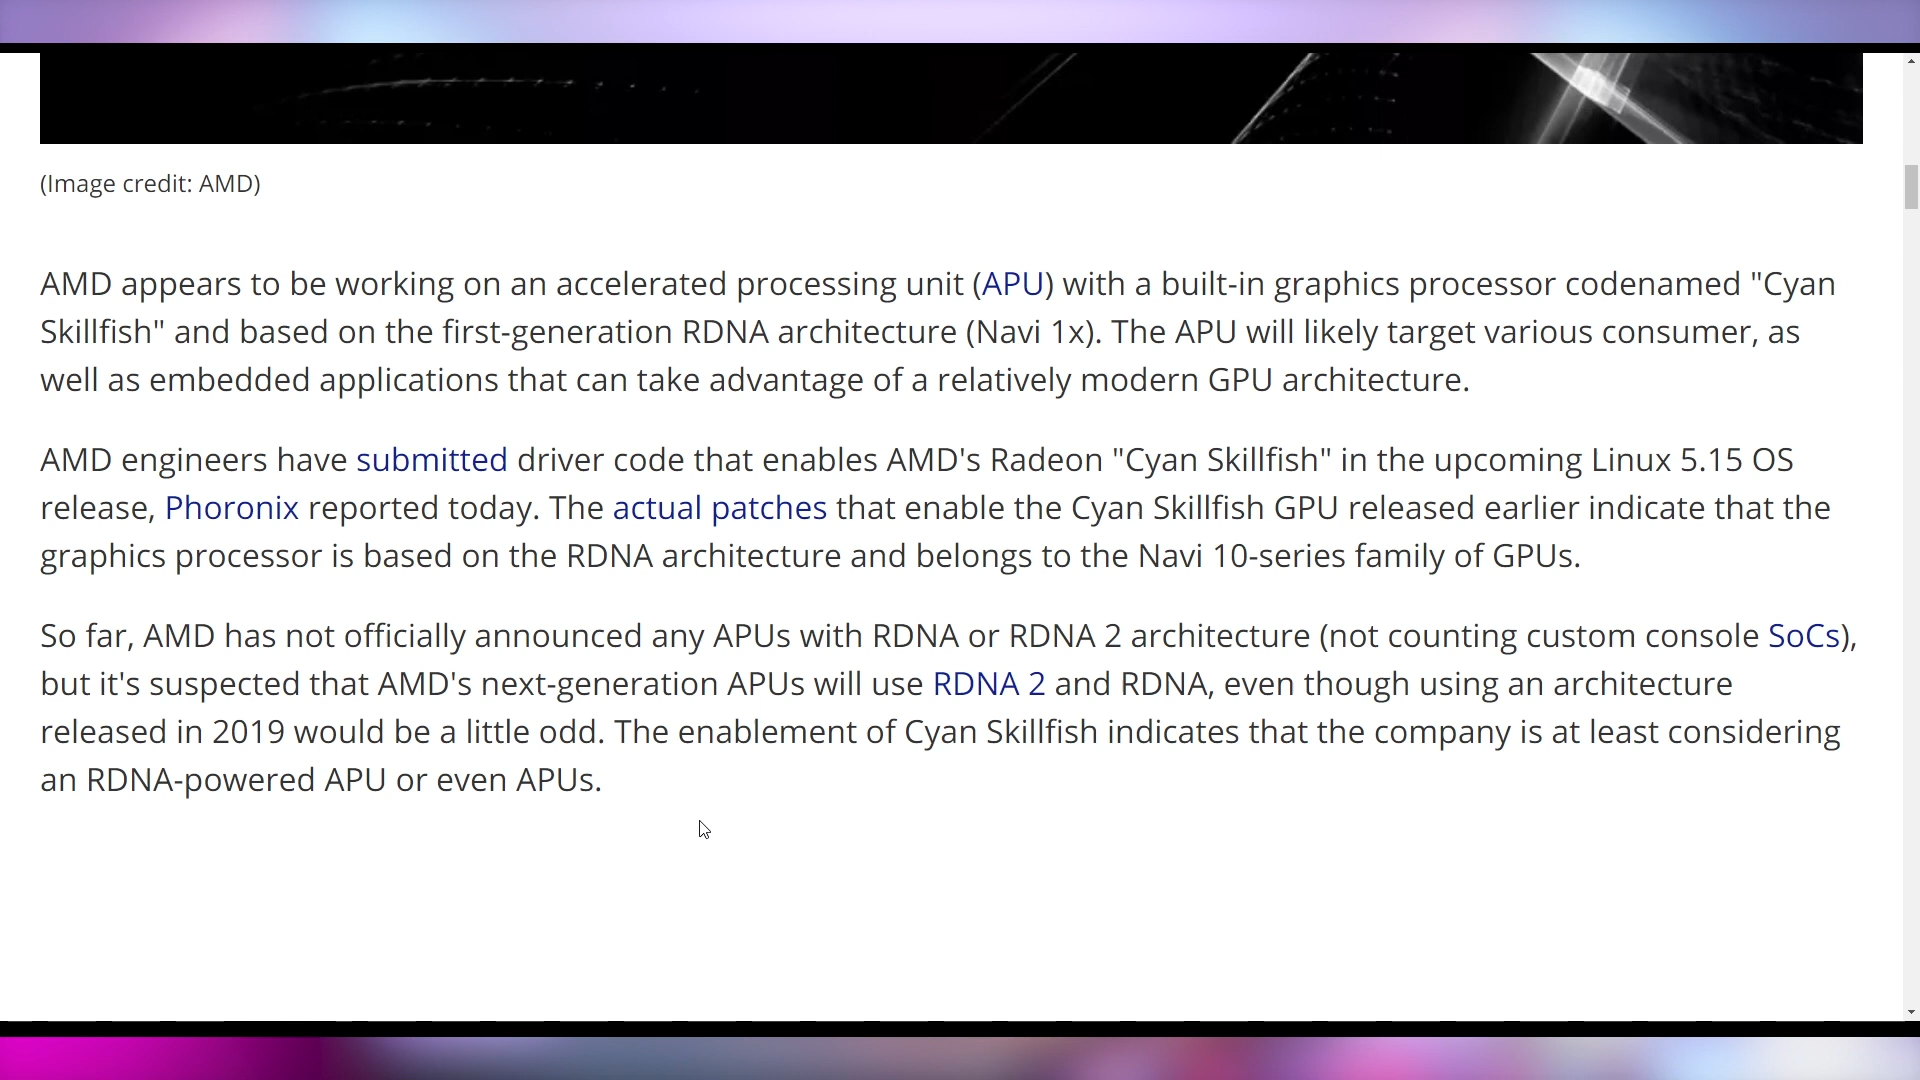 (Image credit: AMD)
AMD appears to be working on an accelerated processing unit (APU) with a built-in graphics processor codenamed "Cyan
Skillfish" and based on the first-generation RDNA architecture (Navi 1x). The APU will likely target various consumer, as
well as embedded applications that can take advantage of a relatively modern GPU architecture.
AMD engineers have submitted driver code that enables AMD's Radeon "Cyan Skillfish" in the upcoming Linux 5.15 OS
release, Phoronix reported today. The actual patches that enable the Cyan Skillfish GPU released earlier indicate that the
graphics processor is based on the RDNA architecture and belongs to the Navi 10-series family of GPUs.
So far, AMD has not officially announced any APUs with RDNA or RDNA 2 architecture (not counting custom console SoCs),
but it's suspected that AMD's next-generation APUs will use RDNA 2 and RDNA, even though using an architecture
released in 2019 would be a little odd. The enablement of Cyan Skillfish indicates that the company is at least considering
an RDNA-powered APU or even APUs.